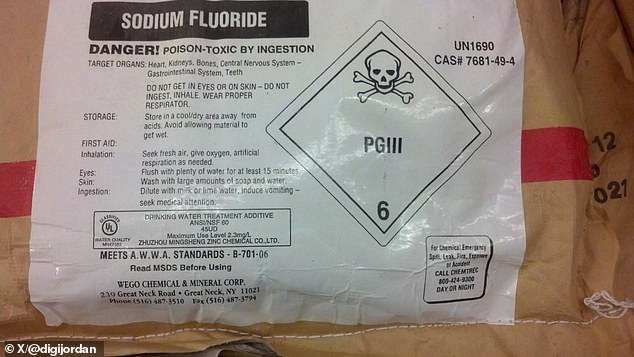 SODIUM FLUORIDE
DANGER! POISON-TOXIC BY INGESTION
TARGET ORGANS: Heart, Kidneys, Bones, Central Nervous System –
Gastrointestinal System, Teeth
DO NOT GET IN EYES OR ON SKIN – DO NOT
INGEST, INHALE. WEAR PROPER
RESPIRATOR.
STORAGE: Store in a cool/dry area away from
acids. Avoid allowing material to
get wet.
FIRST AID:
Inhalation: Seek fresh air, give oxygen, artificial
respiration as needed.
Eyes: Flush with plenty of water for at least 15 minutes
Skin: Wash with large amounts of soap and water.
Ingestion: Dilute with milk or lime water, induce vomiting –
seek medical attention.
CLASSIFIED
UL
WATER QUALITY
MH47102
DRINKING WATER TREATMENT ADDITIVE
ANSI/NSF 60
45UD
Maximum Use Level 2.3mg/L
ZHUZHOU MINGSHENG ZINC CHEMICAL CO.,LTD.
MEETS A.W.W.A. STANDARDS - B-701-06
Read MSDS Before Using
WEGO CHEMICAL & MINERAL CORP.
239 Great Neck Road • Great Neck, NY 11021
Phone (516) 487-3510 Fax (516) 487-3794
PGIII
6
UN1690
CAS# 7681-49-4
For Chemical Emergency
Spill, Leak, Fire, Exposure
or Accident
CALL CHEMTREC
800-424-9300
DAY OR NIGHT
12
021
© X/@digijordan